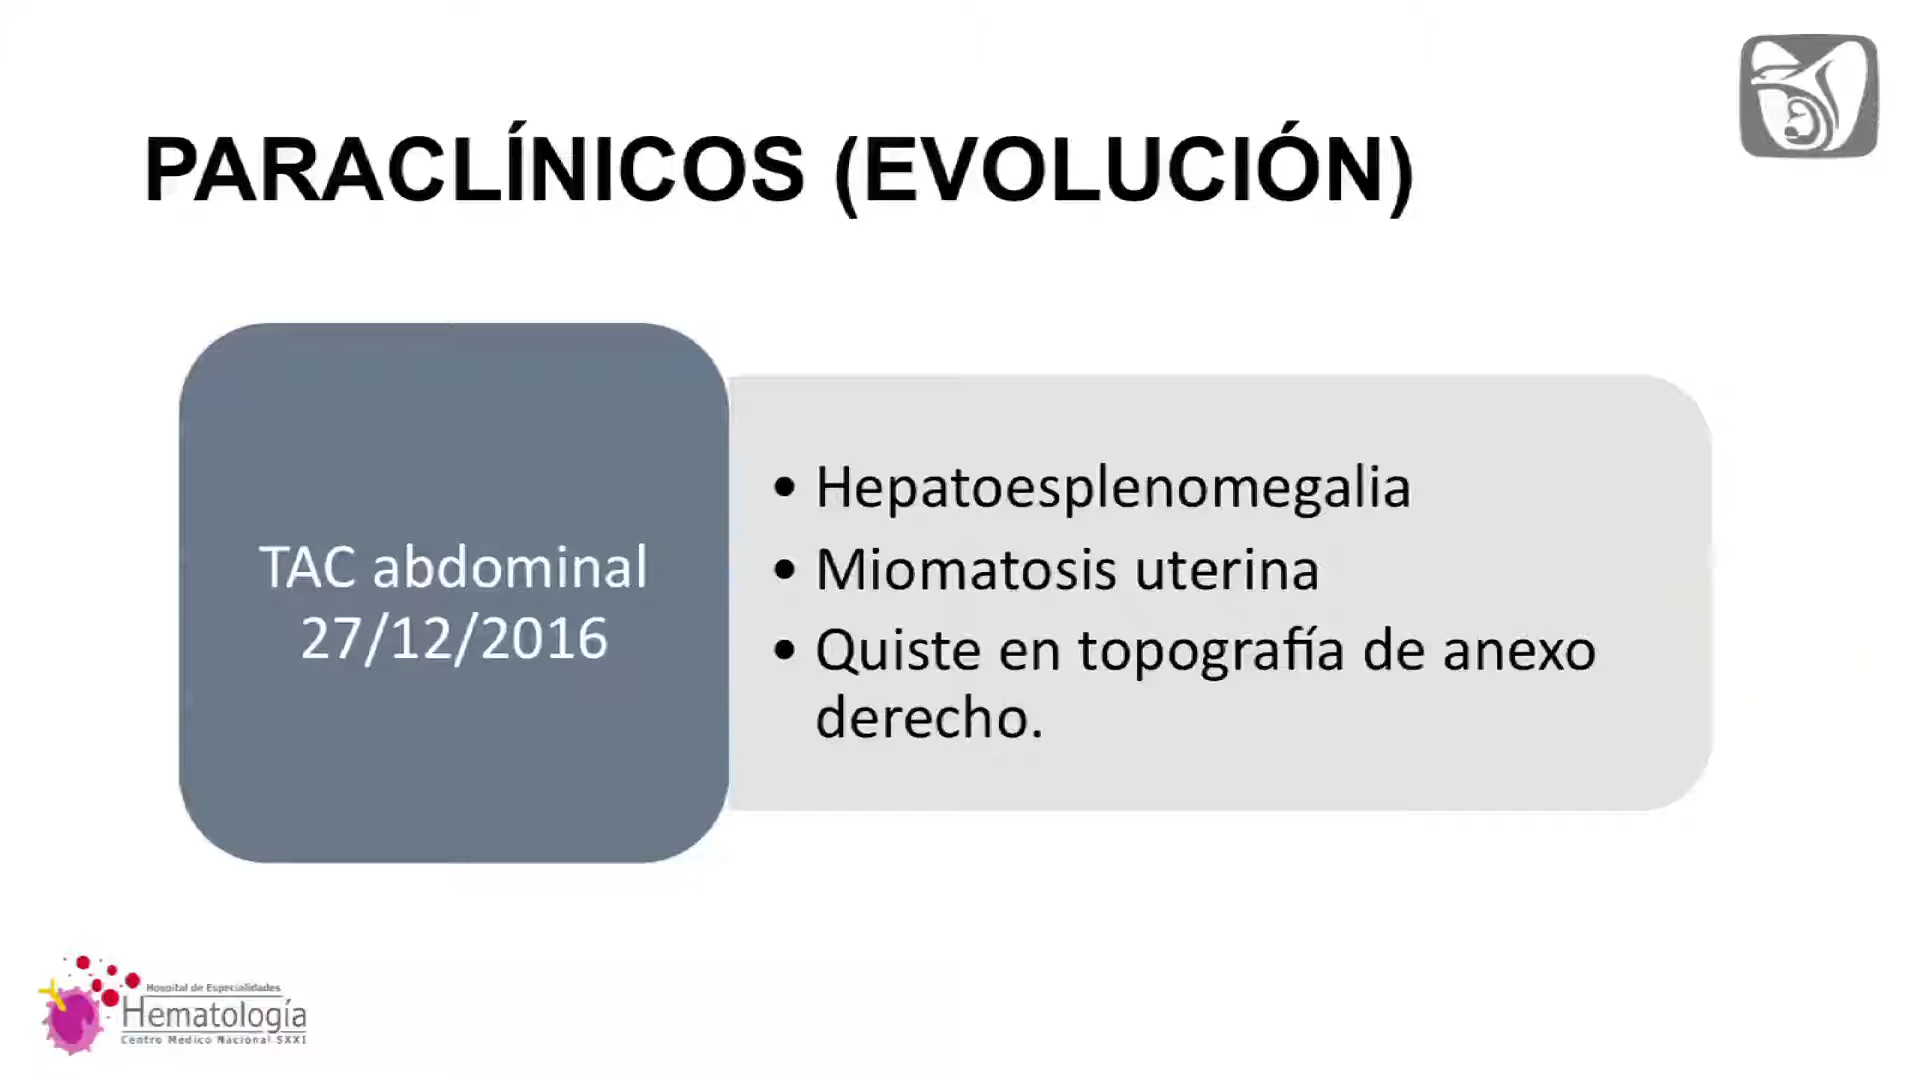 PARACLÍNICOS (EVOLUCIÓN)
TAC abdominal
27/12/2016
• Hepatoesplenomegalia
• Miomatosis uterina
• Quiste en topografía de anexo
derecho.
Hospital de Especialidades
Hematología
Centro Medico Nacional SXXI